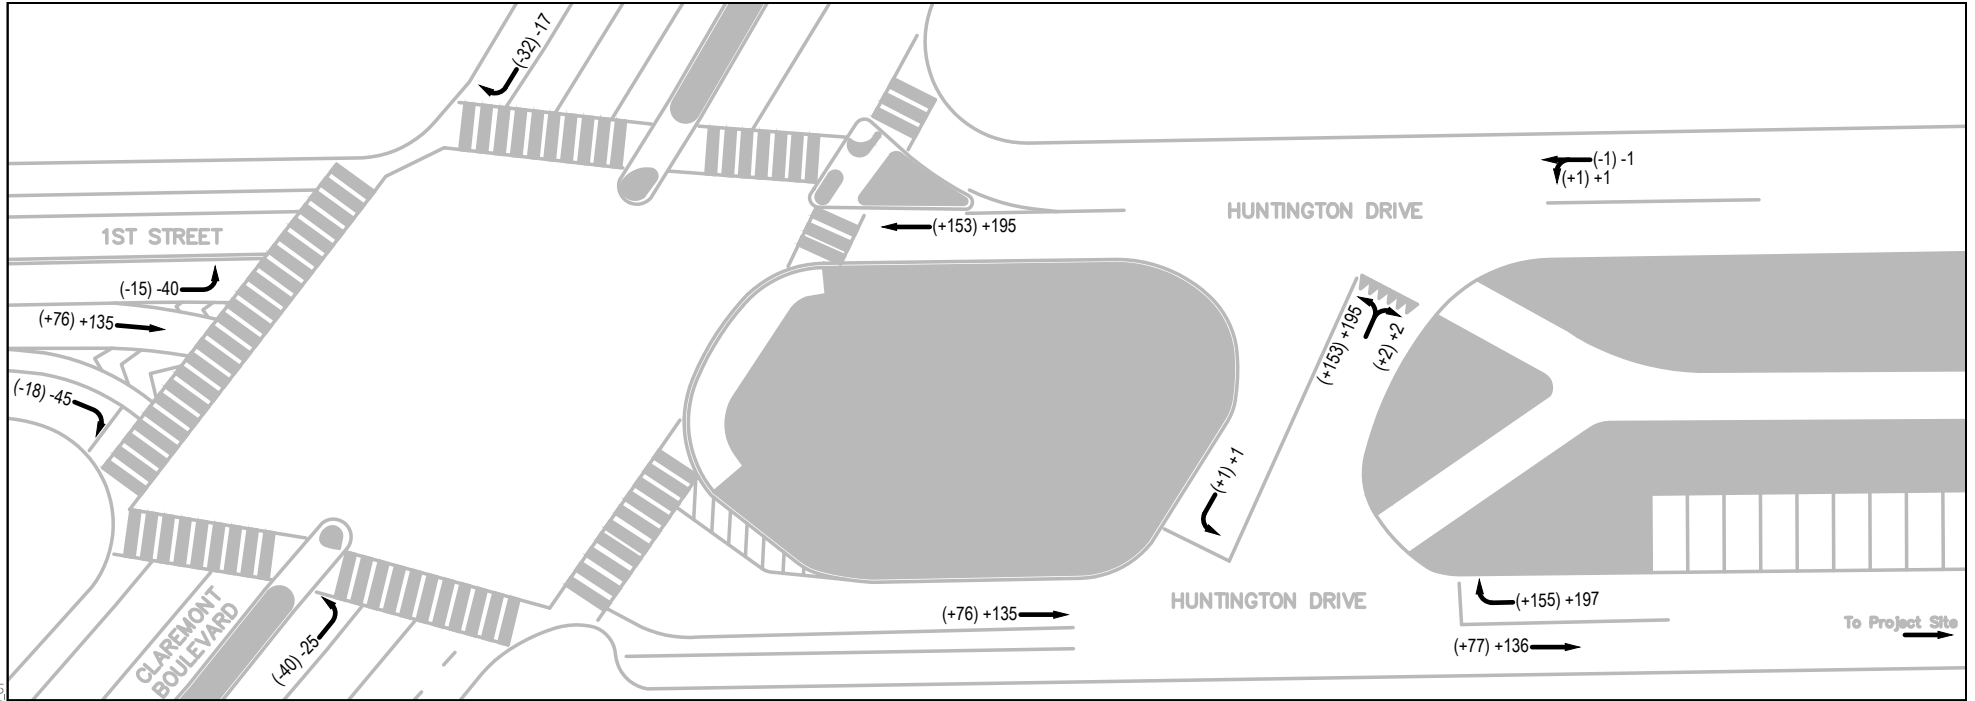 (-32) -17
(-1) -1
(+1) +1
HUNTINGTON DRIVE
(+153) +195
1ST STREET
(-15) -40
(+76) +135
(-18) -45
(+153) +195
(+2) +2
(+1) +1
HUNTINGTON DRIVE
(+76) +135
(+155) +197
(+77) +136
To Project Site
CLAREMONT
BOULEVARD
(-40) -25